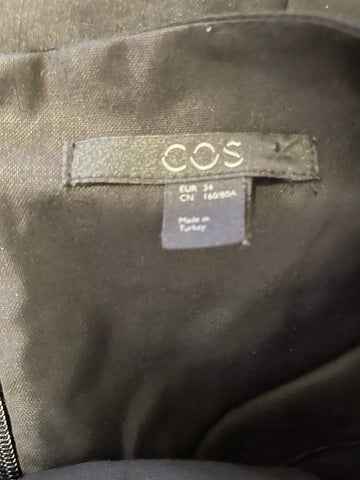 COS
EUR 34
CN 160/80A
Made in
Turkey